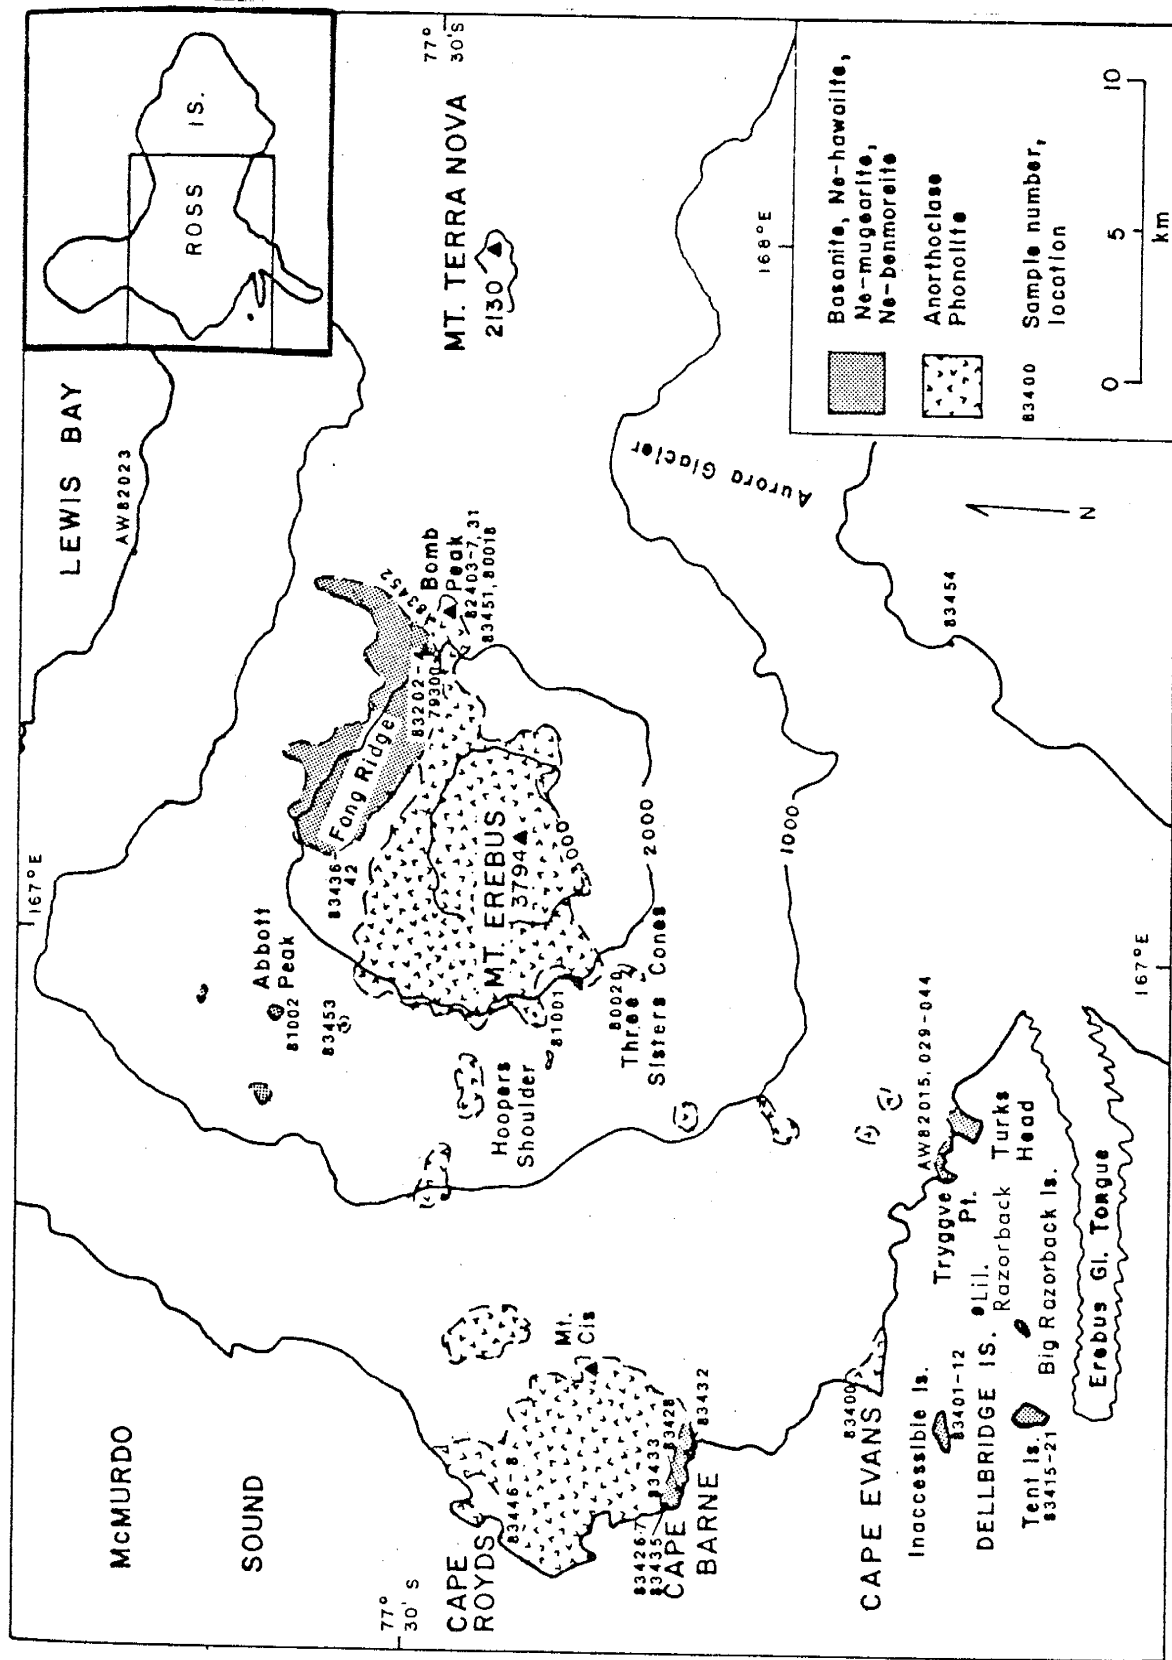 McMURDO
SOUND
LEWIS BAY
AW82023
ROSS IS.
167°E
77°
30'S
77°
30'S
MT. TERRA NOVA
2130
Abbott
Peak
81002
83453
83436-
42
Fang Ridge
83202-4
79300
83452
Bomb
Peak
82403-7, 31
83451, 80018
MT. EREBUS
3794
3000
2000
1000
Hoopers
Shoulder
81001
80020
Three
Sisters Cones
Aurora Glacier
83454
N
168°E
167°E
Mt.
Cis
CAPE
ROYDS
83446-8
83426-7
83435
83433
83428
83432
CAPE
BARNE
83400
CAPE EVANS
Inaccessible Is.
83401-12
DELLBRIDGE IS.
Tent Is.
83415-21
Tryggve
Pt.
AW82015, 029-044
Lil.
Razorback
Turks
Head
Big Razorback Is.
Erebus Gl. Tongue
Basanite, Ne-hawaiite,
Ne-mugearite,
Ne-benmoreite
Anorthoclase
Phonolite
83400 Sample number,
location
0 5 10
km